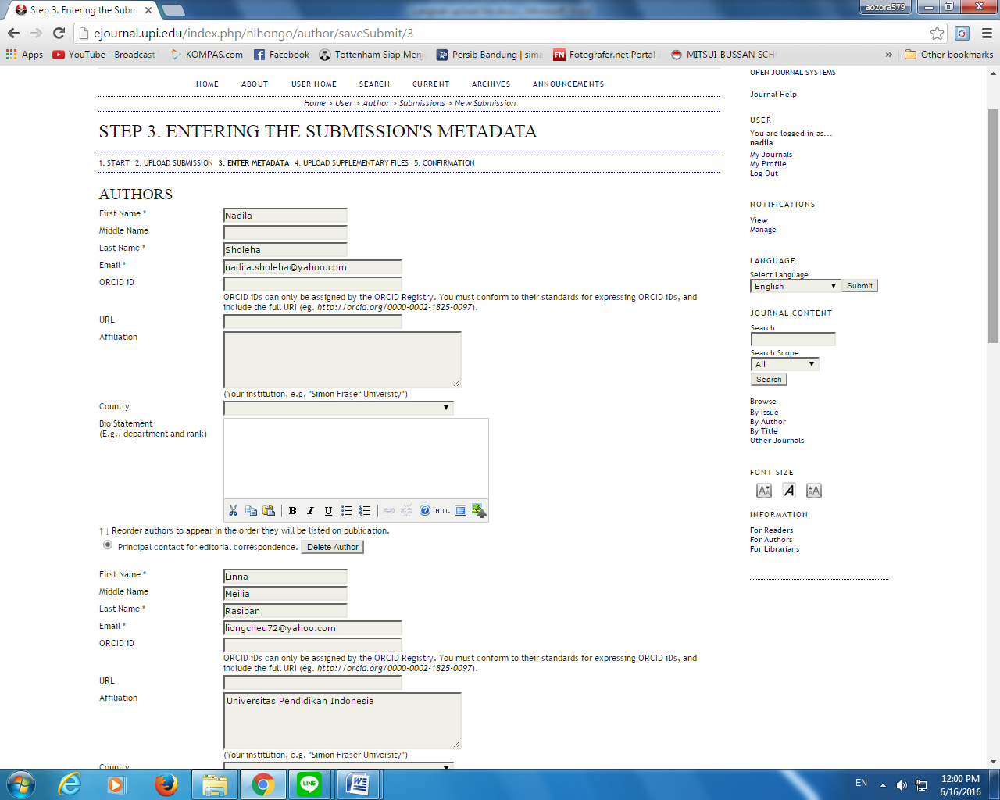 Step 3. Entering the Subm
aozora579
ejournal.upi.edu/index.php/nihongo/author/saveSubmit/3
Apps YouTube - Broadcast KOMPAS.com Facebook Tottenham Siap Menj Persib Bandung | sima Fotografer.net Portal MITSUI-BUSSAN SCH » Other bookmarks
HOME ABOUT USER HOME SEARCH CURRENT ARCHIVES ANNOUNCEMENTS
Home > User > Author > Submissions > New Submission
STEP 3. ENTERING THE SUBMISSION'S METADATA
1. START 2. UPLOAD SUBMISSION 3. ENTER METADATA 4. UPLOAD SUPPLEMENTARY FILES 5. CONFIRMATION
AUTHORS
First Name * Nadila
Middle Name
Last Name * Sholeha
Email * nadila.sholeha@yahoo.com
ORCID iD
ORCID iDs can only be assigned by the ORCID Registry. You must conform to their standards for expressing ORCID iDs, and
include the full URI (eg. http://orcid.org/0000-0002-1825-0097).
URL
Affiliation
(Your institution, e.g. "Simon Fraser University")
Country
Bio Statement
(E.g., department and rank)
B I U HTML
↑ ↓ Reorder authors to appear in the order they will be listed on publication.
Principal contact for editorial correspondence. Delete Author
First Name * Linna
Middle Name Meilia
Last Name * Rasiban
Email * liongcheu72@yahoo.com
ORCID iD
ORCID iDs can only be assigned by the ORCID Registry. You must conform to their standards for expressing ORCID iDs, and
include the full URI (eg. http://orcid.org/0000-0002-1825-0097).
URL
Affiliation Universitas Pendidikan Indonesia
(Your institution, e.g. "Simon Fraser University")
Country
OPEN JOURNAL SYSTEMS
Journal Help
USER
You are logged in as...
nadila
My Journals
My Profile
Log Out
NOTIFICATIONS
View
Manage
LANGUAGE
Select Language
English Submit
JOURNAL CONTENT
Search
Search Scope
All
Search
Browse
By Issue
By Author
By Title
Other Journals
FONT SIZE
A A A
INFORMATION
For Readers
For Authors
For Librarians
LINE
EN 12:00 PM
6/16/2016